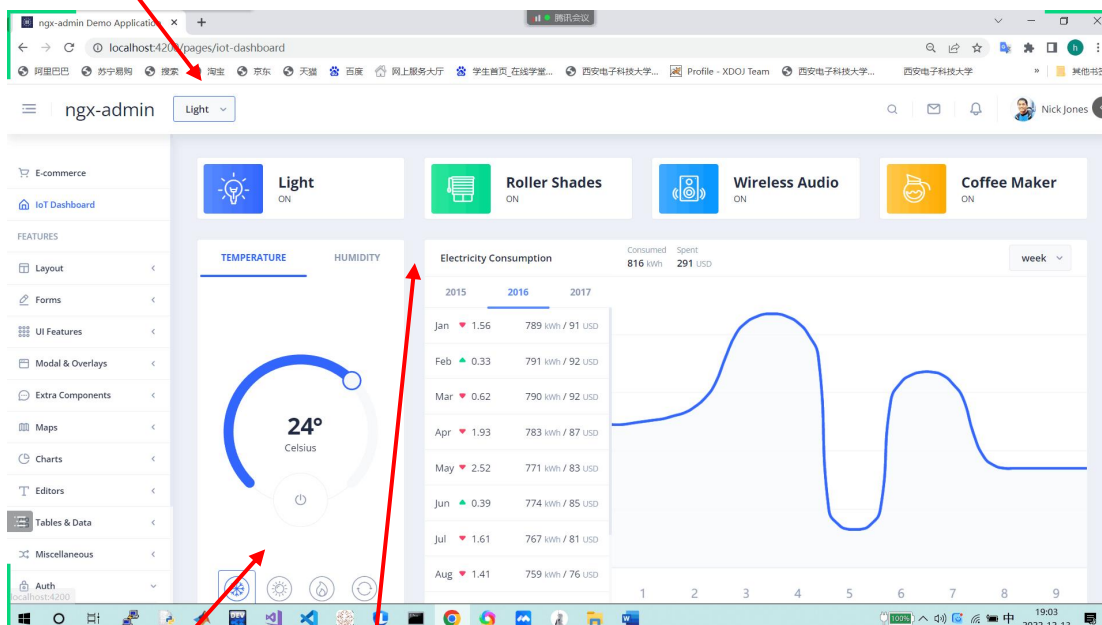 ngx-admin Demo Application
腾讯会议
localhost:4200/pages/iot-dashboard
h
阿里巴巴 苏宁易购 搜索 淘宝 京东 天猫 百度 网上服务大厅 学生首页_在线学堂... 西安电子科技大学... Profile - XDOJ Team 西安电子科技大学... 西安电子科技大学 » 其他书签
ngx-admin
Light
Nick Jones
E-commerce
IoT Dashboard
FEATURES
Layout
Forms
UI Features
Modal & Overlays
Extra Components
Maps
Charts
Editors
Tables & Data
Miscellaneous
Auth
localhost:4200
Light
ON
Roller Shades
ON
Wireless Audio
ON
Coffee Maker
ON
TEMPERATURE HUMIDITY
24°
Celsius
Electricity Consumption
Consumed Spent
816 kWh 291 USD
week
2015 2016 2017
Jan 1.56 789 kWh / 91 USD
Feb 0.33 791 kWh / 92 USD
Mar 0.62 790 kWh / 92 USD
Apr 1.93 783 kWh / 87 USD
May 2.52 771 kWh / 83 USD
Jun 0.39 774 kWh / 85 USD
Jul 1.61 767 kWh / 81 USD
Aug 1.41 759 kWh / 76 USD
1 2 3 4 5 6 7 8 9
DEV
100%
中
19:03